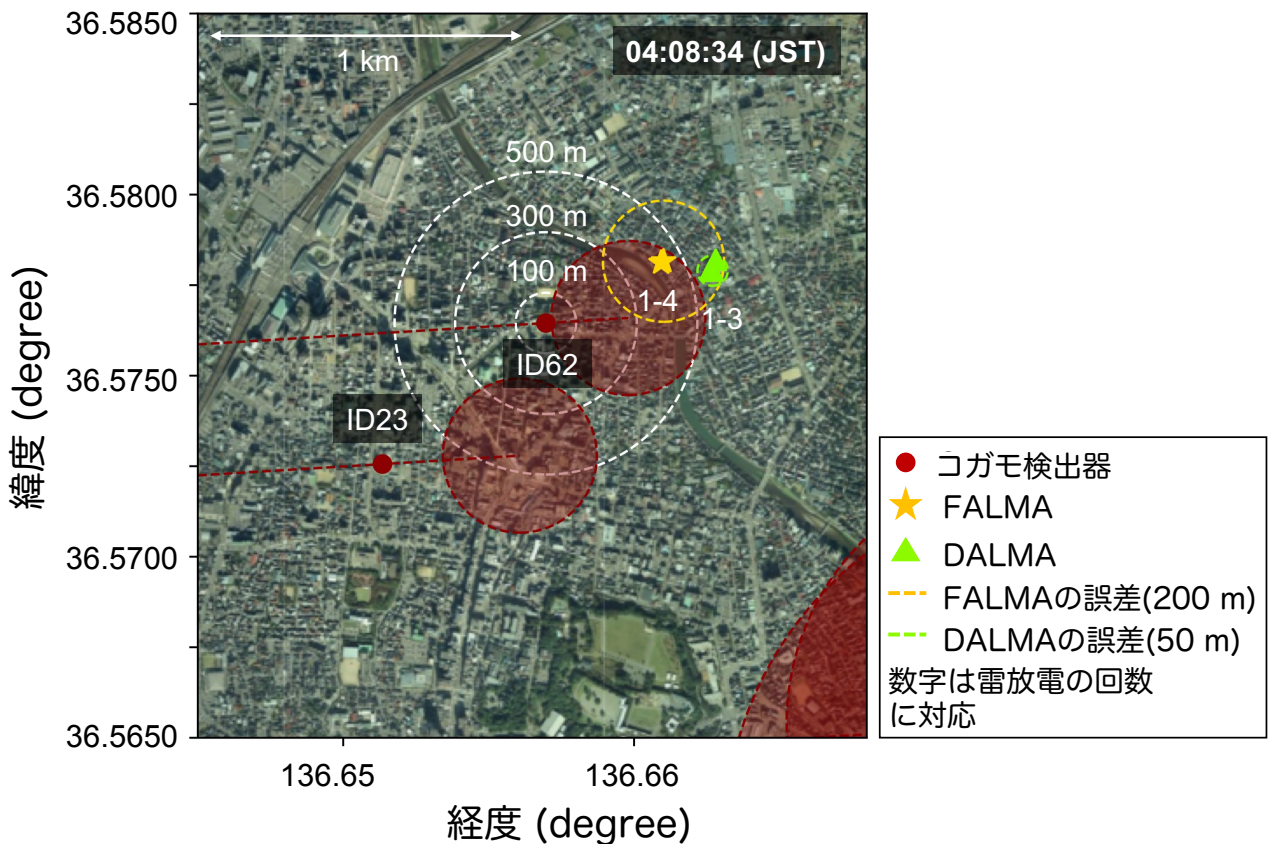 36.5850
36.5800
36.5750
36.5700
36.5650
緯度 (degree)
1 km
04:08:34 (JST)
500 m
300 m
100 m
1-4
1-3
ID62
ID23
136.65
136.66
経度 (degree)
コガモ検出器
FALMA
DALMA
FALMAの誤差(200 m)
DALMAの誤差(50 m)
数字は雷放電の回数
に対応